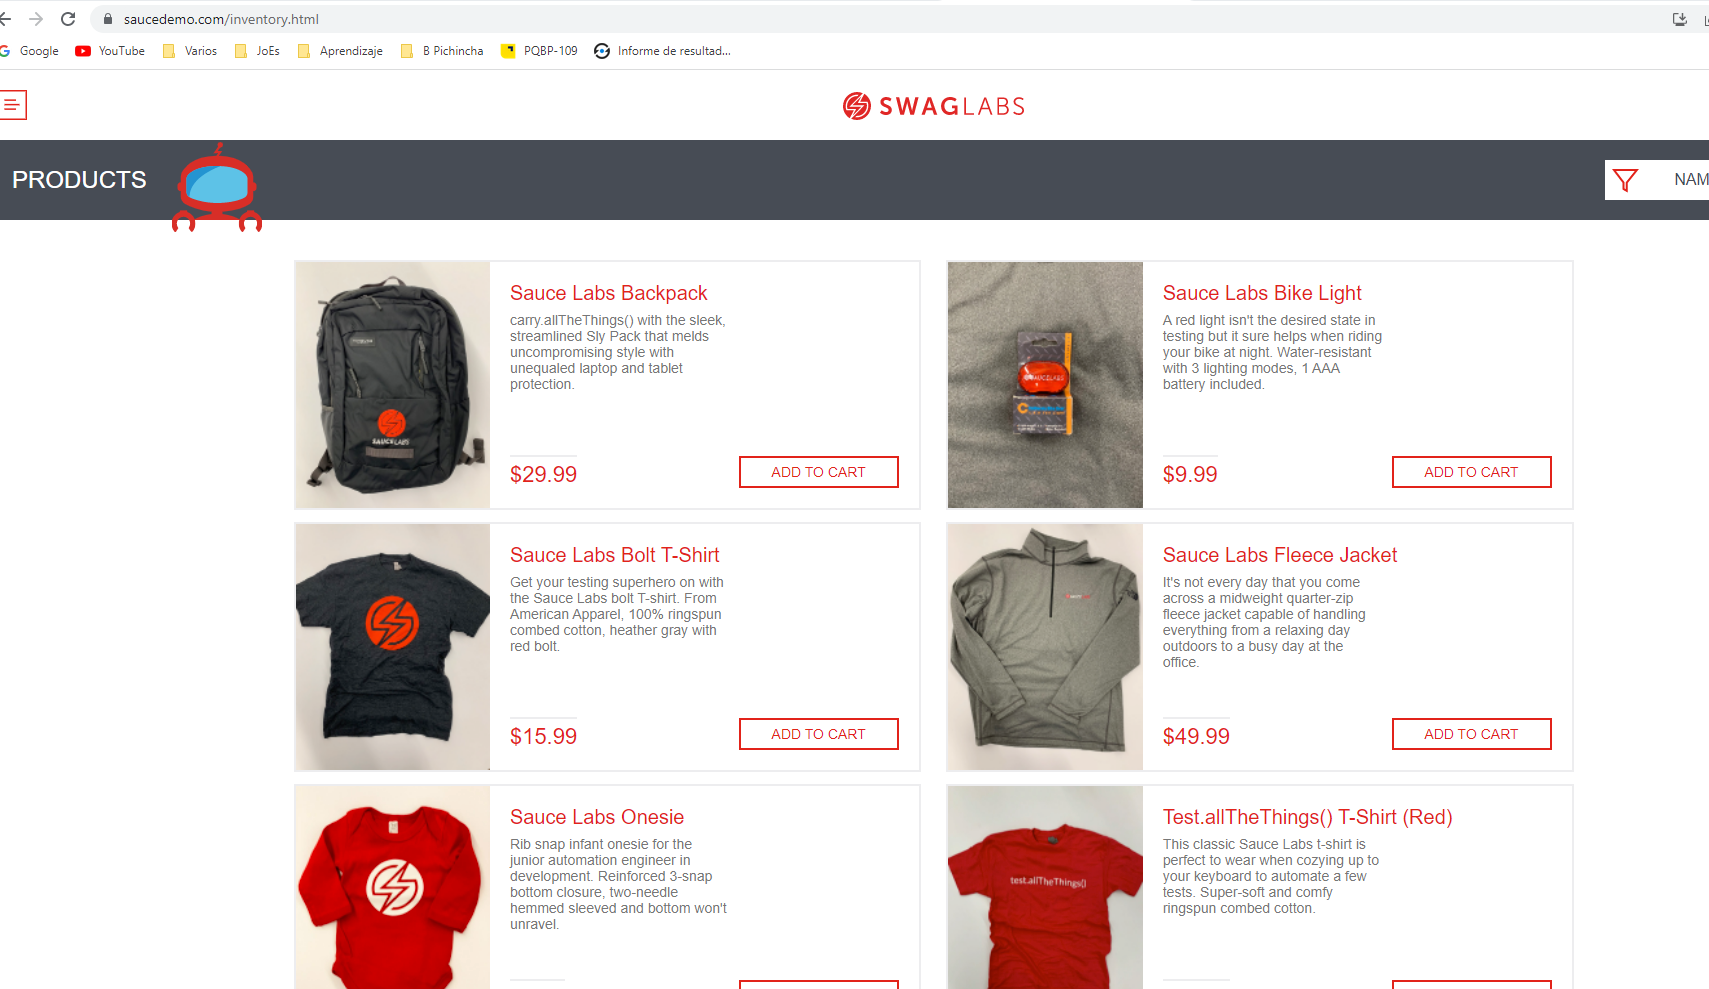 saucedemo.com/inventory.html
Google YouTube Varios JoEs Aprendizaje B Pichincha PQBP-109 Informe de resultad...
SWAGLABS
PRODUCTS
NAM
Sauce Labs Backpack
carry.allTheThings() with the sleek,
streamlined Sly Pack that melds
uncompromising style with
unequaled laptop and tablet
protection.
SAUCELABS
$29.99
ADD TO CART
Sauce Labs Bike Light
A red light isn't the desired state in
testing but it sure helps when riding
your bike at night. Water-resistant
with 3 lighting modes, 1 AAA
battery included.
SAUCELABS
$9.99
ADD TO CART
Sauce Labs Bolt T-Shirt
Get your testing superhero on with
the Sauce Labs bolt T-shirt. From
American Apparel, 100% ringspun
combed cotton, heather gray with
red bolt.
$15.99
ADD TO CART
Sauce Labs Fleece Jacket
It's not every day that you come
across a midweight quarter-zip
fleece jacket capable of handling
everything from a relaxing day
outdoors to a busy day at the
office.
$49.99
ADD TO CART
Sauce Labs Onesie
Rib snap infant onesie for the
junior automation engineer in
development. Reinforced 3-snap
bottom closure, two-needle
hemmed sleeved and bottom won't
unravel.
Test.allTheThings() T-Shirt (Red)
This classic Sauce Labs t-shirt is
perfect to wear when cozying up to
your keyboard to automate a few
tests. Super-soft and comfy
ringspun combed cotton.
test.allTheThings()